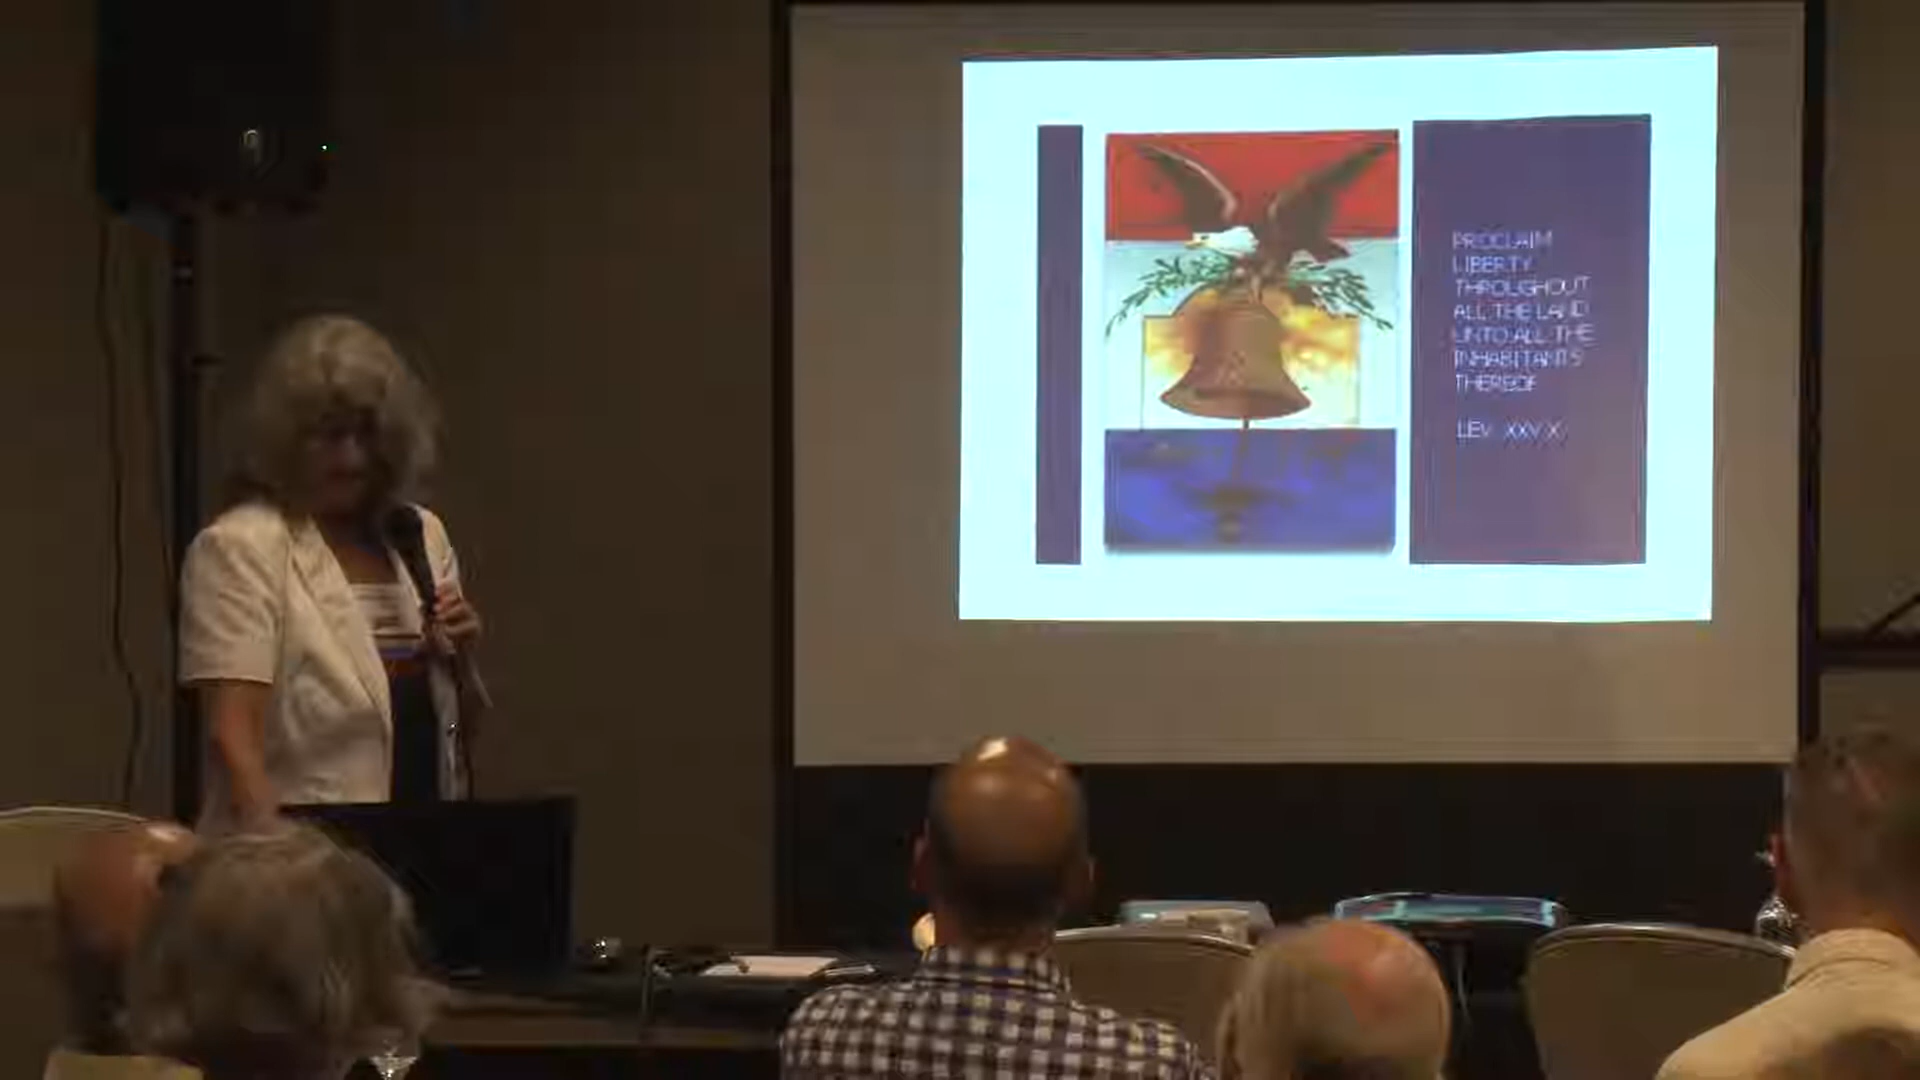 PROCLAIM
LIBERTY
THROUGHOUT
ALL THE LAND
UNTO ALL THE
INHABITANTS
THEREOF
LEV. XXV X